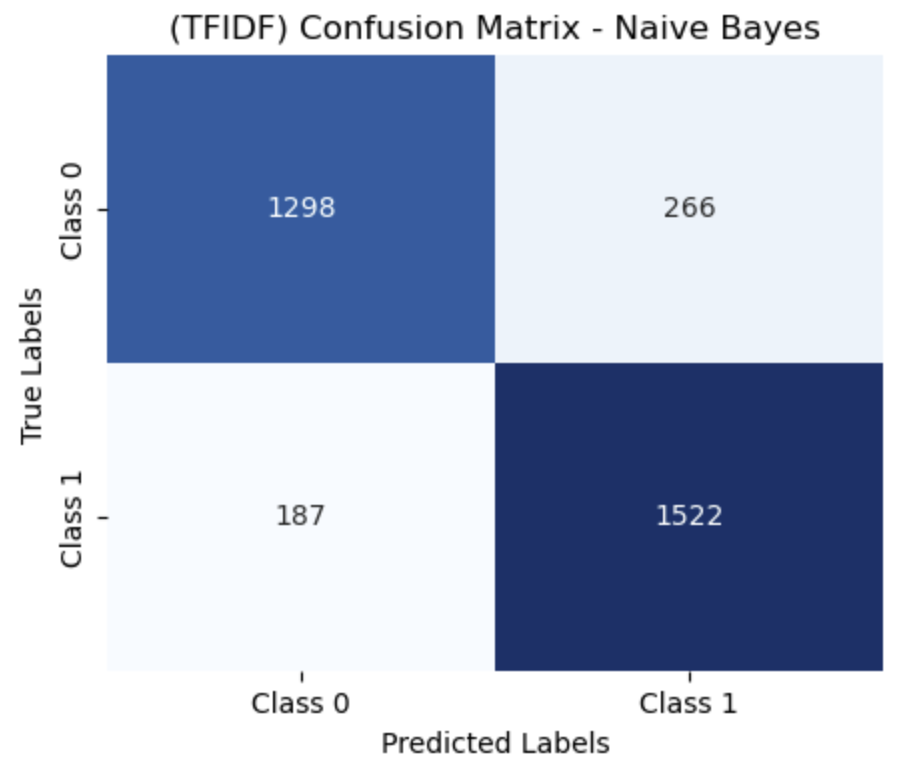 (TFIDF) Confusion Matrix - Naive Bayes
True Labels
Class 0
1298
266
Class 1
187
1522
Class 0
Class 1
Predicted Labels